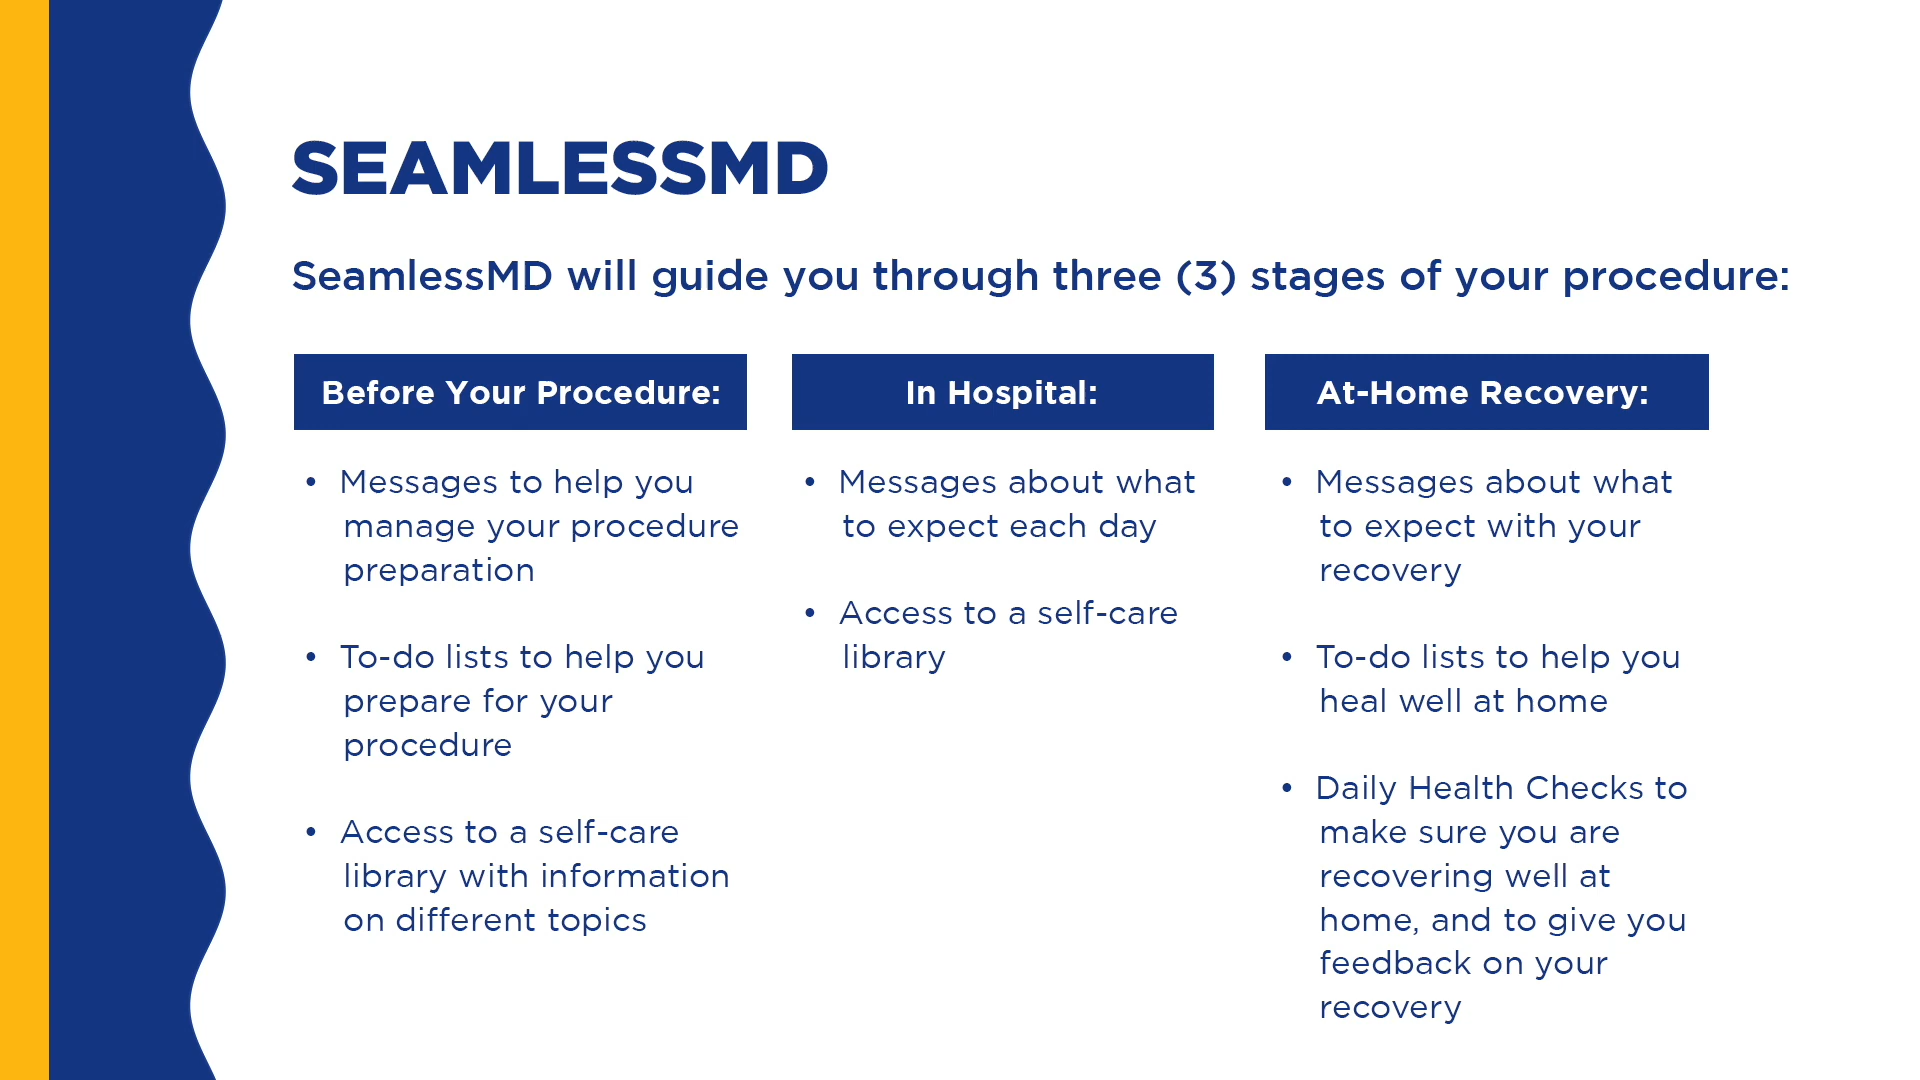 SEAMLESSMD
SeamlessMD will guide you through three (3) stages of your procedure:
Before Your Procedure:
• Messages to help you
manage your procedure
preparation
• To-do lists to help you
prepare for your
procedure
• Access to a self-care
library with information
on different topics
In Hospital:
• Messages about what
to expect each day
• Access to a self-care
library
At-Home Recovery:
• Messages about what
to expect with your
recovery
• To-do lists to help you
heal well at home
• Daily Health Checks to
make sure you are
recovering well at
home, and to give you
feedback on your
recovery